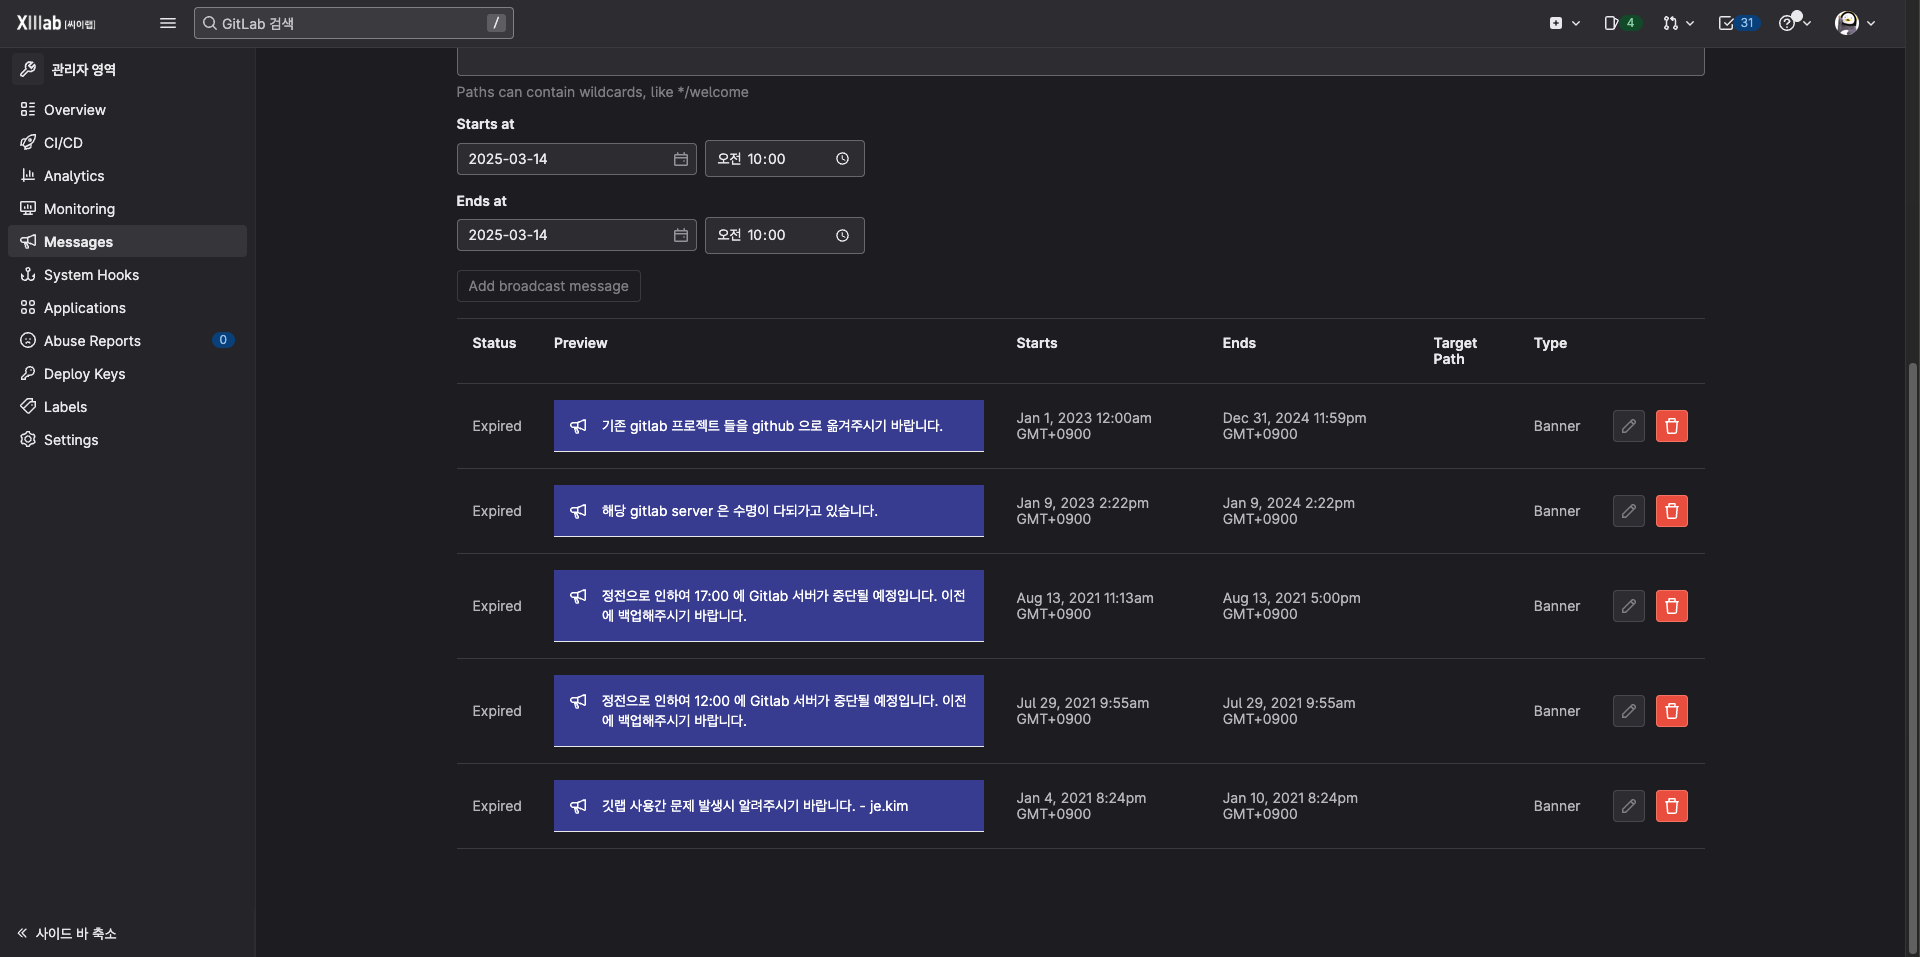 XIIlab [씨이랩]
GitLab 검색
/
4
31
관리자 영역
Overview
CI/CD
Analytics
Monitoring
Messages
System Hooks
Applications
Abuse Reports
0
Deploy Keys
Labels
Settings
사이드 바 축소
Paths can contain wildcards, like */welcome
Starts at
2025-03-14
오전 10:00
Ends at
2025-03-14
오전 10:00
Add broadcast message
Status
Preview
Starts
Ends
Target
Path
Type
Expired
기존 gitlab 프로젝트 들을 github 으로 옮겨주시기 바랍니다.
Jan 1, 2023 12:00am
GMT+0900
Dec 31, 2024 11:59pm
GMT+0900
Banner
Expired
해당 gitlab server 은 수명이 다되가고 있습니다.
Jan 9, 2023 2:22pm
GMT+0900
Jan 9, 2024 2:22pm
GMT+0900
Banner
Expired
정전으로 인하여 17:00 에 Gitlab 서버가 중단될 예정입니다. 이전
에 백업해주시기 바랍니다.
Aug 13, 2021 11:13am
GMT+0900
Aug 13, 2021 5:00pm
GMT+0900
Banner
Expired
정전으로 인하여 12:00 에 Gitlab 서버가 중단될 예정입니다. 이전
에 백업해주시기 바랍니다.
Jul 29, 2021 9:55am
GMT+0900
Jul 29, 2021 9:55am
GMT+0900
Banner
Expired
깃랩 사용간 문제 발생시 알려주시기 바랍니다. - je.kim
Jan 4, 2021 8:24pm
GMT+0900
Jan 10, 2021 8:24pm
GMT+0900
Banner